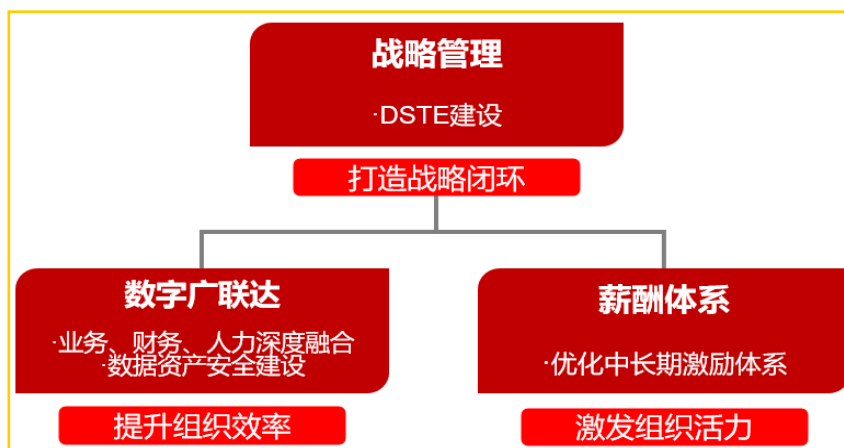 战略管理
·DSTE建设
打造战略闭环
数字广联达
·业务、财务、人力深度融合
·数据资产安全建设
提升组织效率
薪酬体系
·优化中长期激励体系
激发组织活力